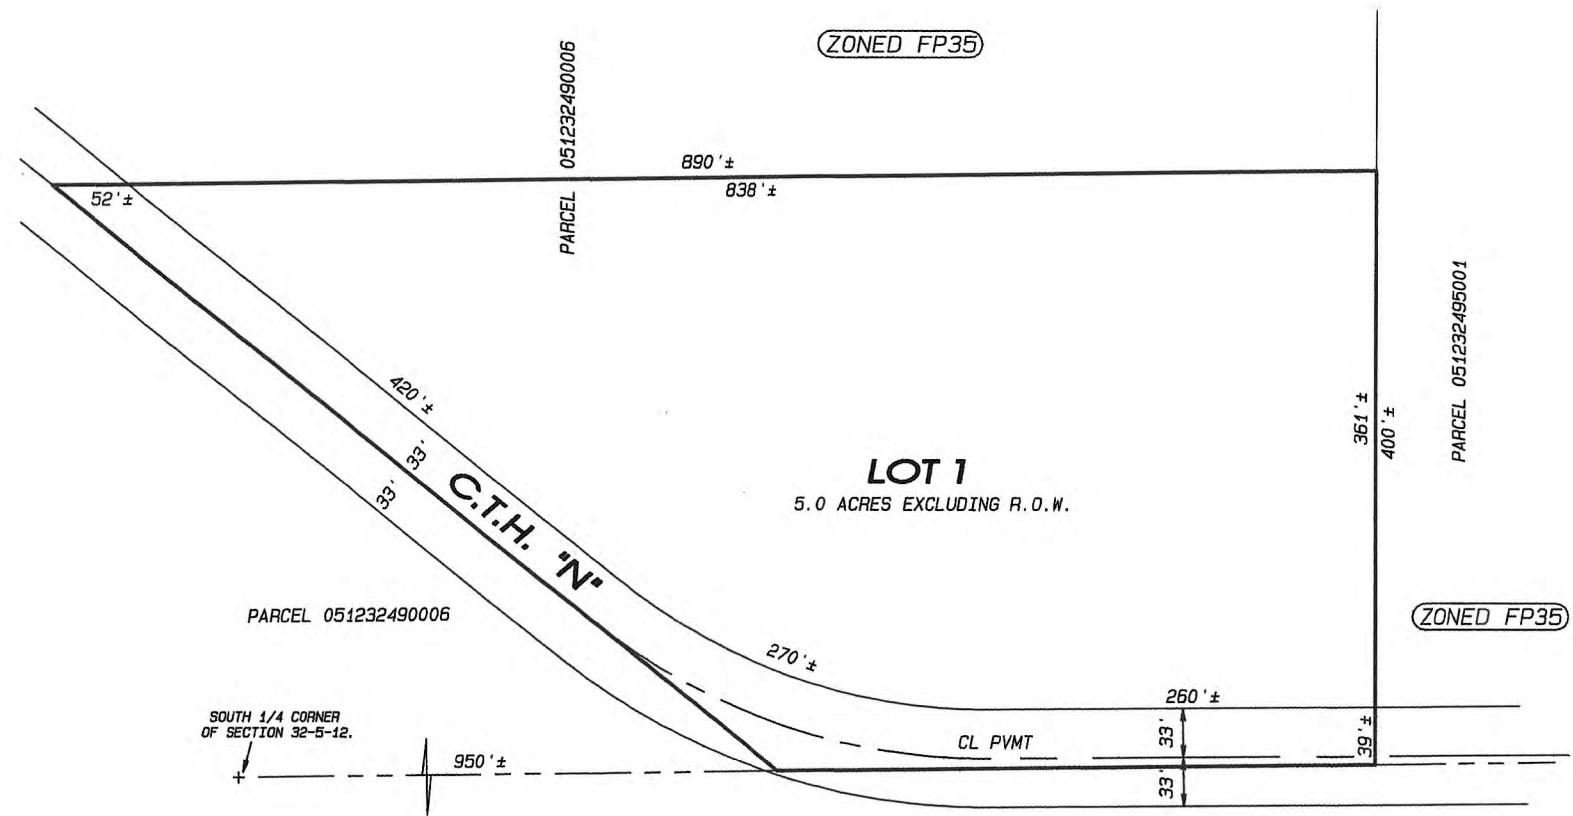 ZONED FP35
PARCEL 051232490006
890'±
838'±
52'±
PARCEL 051232495001
361'±
400'±
420'±
33'
33'
C.T.H. "N"
LOT 1
5.0 ACRES EXCLUDING R.O.W.
PARCEL 051232490006
ZONED FP35
270'±
260'±
SOUTH 1/4 CORNER
OF SECTION 32-5-12.
950'±
CL PVMT
33'
39'±
33'